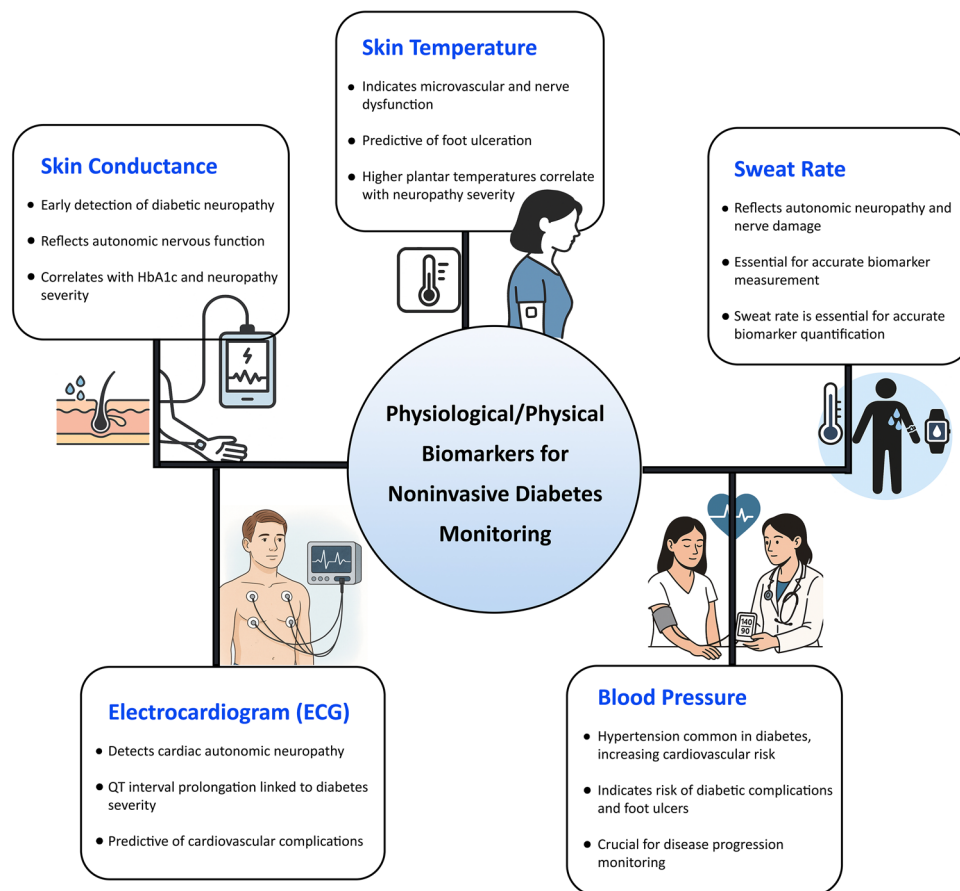 Skin Temperature
● Indicates microvascular and nerve
dysfunction
● Predictive of foot ulceration
● Higher plantar temperatures correlate
with neuropathy severity
Skin Conductance
● Early detection of diabetic neuropathy
● Reflects autonomic nervous function
● Correlates with HbA1c and neuropathy
severity
Sweat Rate
● Reflects autonomic neuropathy and
nerve damage
● Essential for accurate biomarker
measurement
● Sweat rate is essential for accurate
biomarker quantification
Physiological/Physical
Biomarkers for
Noninvasive Diabetes
Monitoring
140
90
Electrocardiogram (ECG)
● Detects cardiac autonomic neuropathy
● QT interval prolongation linked to diabetes
severity
● Predictive of cardiovascular complications
Blood Pressure
● Hypertension common in diabetes,
increasing cardiovascular risk
● Indicates risk of diabetic complications
and foot ulcers
● Crucial for disease progression
monitoring